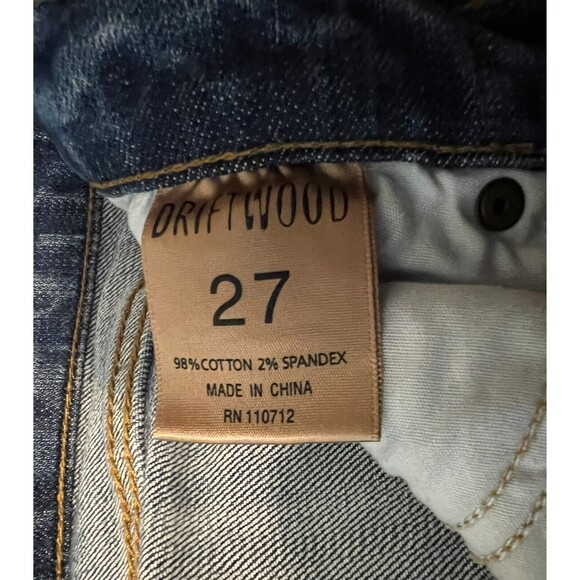 DRIFTWOOD
27
98% COTTON 2% SPANDEX
MADE IN CHINA
RN 110712